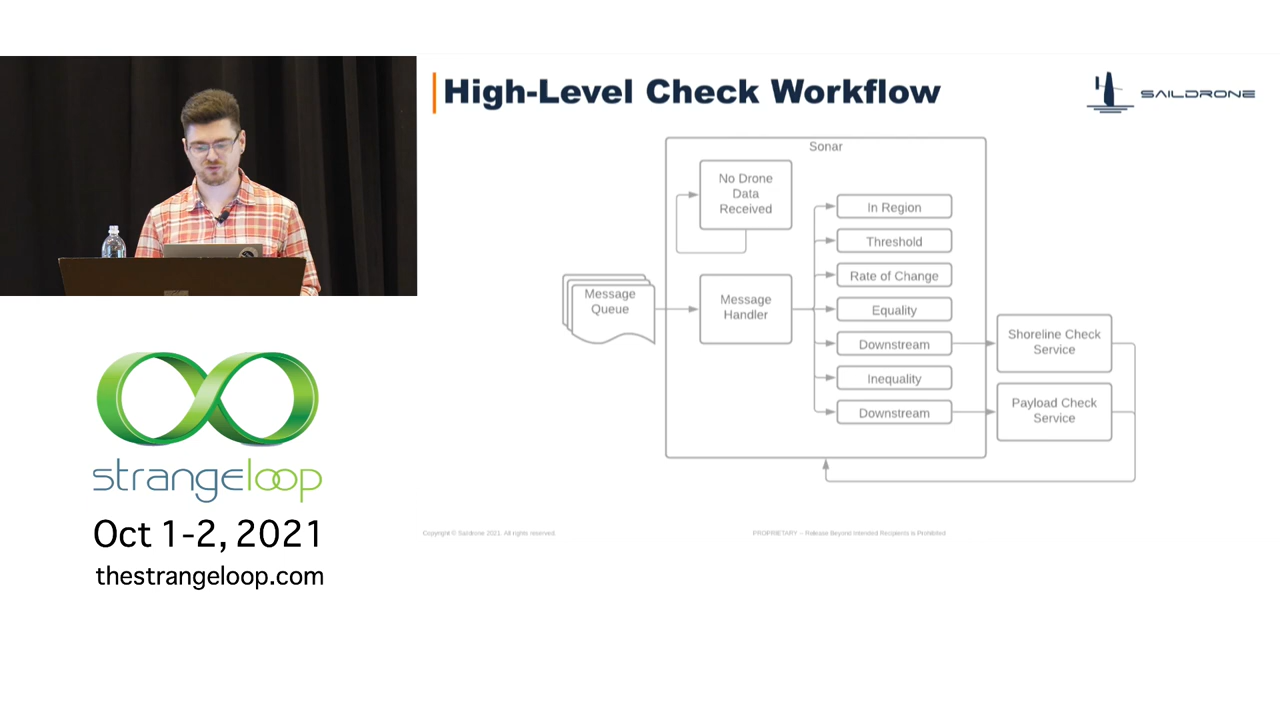 High-Level Check Workflow
SAILDRONE
Sonar
No Drone
Data
Received
In Region
Threshold
Rate of Change
Message
Queue
Message
Handler
Equality
Downstream
Shoreline Check
Service
Inequality
Downstream
Payload Check
Service
strangeloop
Oct 1-2, 2021
thestrangeloop.com
Copyright © Saildrone 2021. All rights reserved.
PROPRIETARY – Release Beyond Intended Recipients is Prohibited